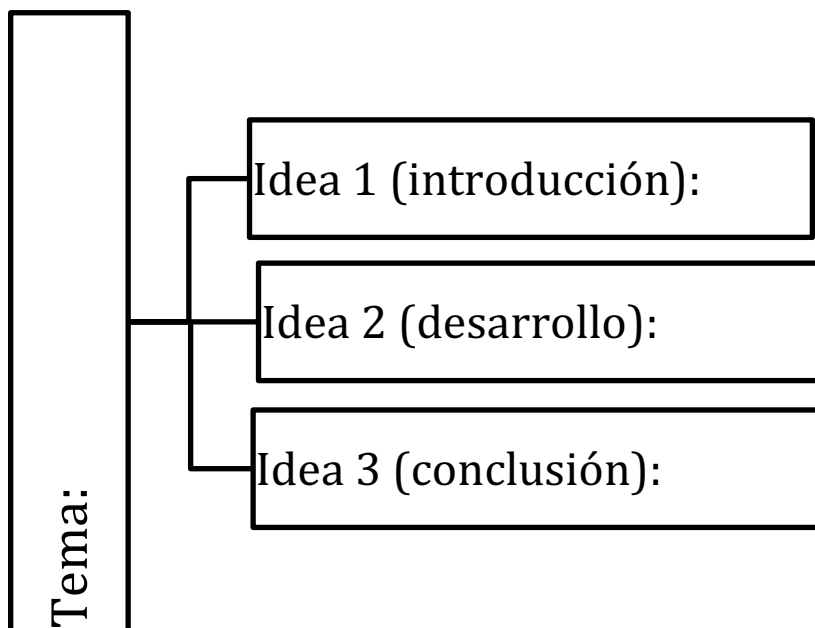 Tema:
Idea 1 (introducción):
Idea 2 (desarrollo):
Idea 3 (conclusión):